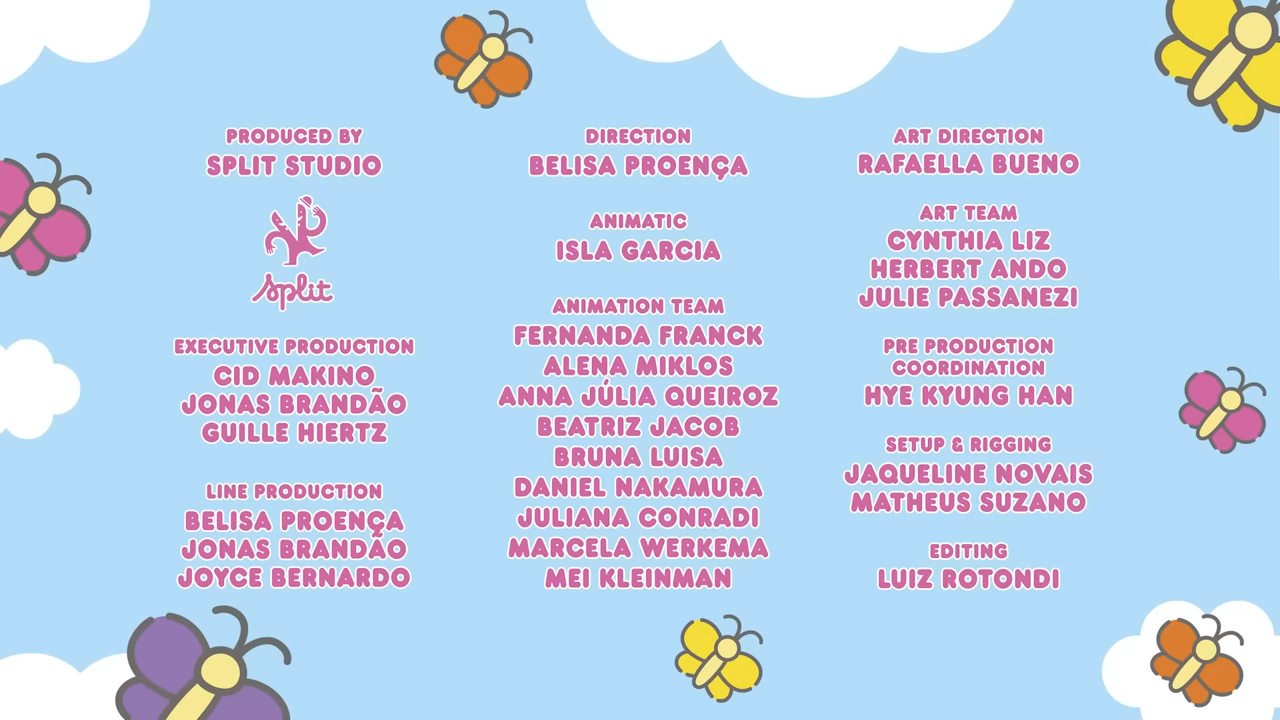 PRODUCED BY
SPLIT STUDIO
Split
EXECUTIVE PRODUCTION
CID MAKINO
JONAS BRANDÃO
GUILLE HIERTZ
LINE PRODUCTION
BELISA PROENÇA
JONAS BRANDÃO
JOYCE BERNARDO
DIRECTION
BELISA PROENÇA
ANIMATIC
ISLA GARCIA
ANIMATION TEAM
FERNANDA FRANCK
ALENA MIKLOS
ANNA JÚLIA QUEIROZ
BEATRIZ JACOB
BRUNA LUISA
DANIEL NAKAMURA
JULIANA CONRADI
MARCELA WERKEMA
MEI KLEINMAN
ART DIRECTION
RAFAELLA BUENO
ART TEAM
CYNTHIA LIZ
HERBERT ANDO
JULIE PASSANEZI
PRE PRODUCTION
COORDINATION
HYE KYUNG HAN
SETUP & RIGGING
JAQUELINE NOVAIS
MATHEUS SUZANO
EDITING
LUIZ ROTONDI